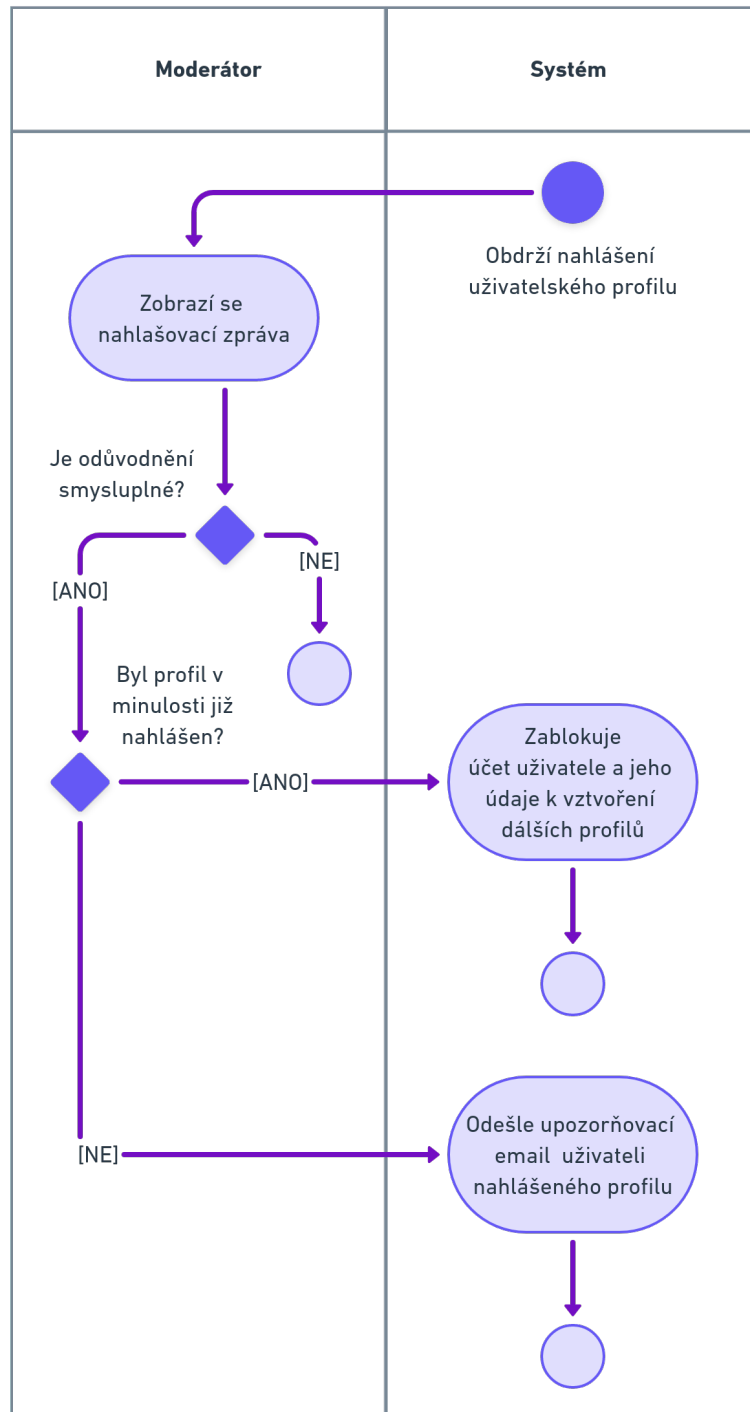 Moderátor
Systém
Obdrží nahlášení
uživatelského profilu
Zobrazí se
nahlašovací zpráva
Je odůvodnění
smysluplné?
[NE]
[ANO]
Byl profil v
minulosti již
nahlášen?
[ANO]
Zablokuje
účet uživatele a jeho
údaje k vztvoření
dálších profilů
[NE]
Odešle upozorňovací
email uživateli
nahlášeného profilu